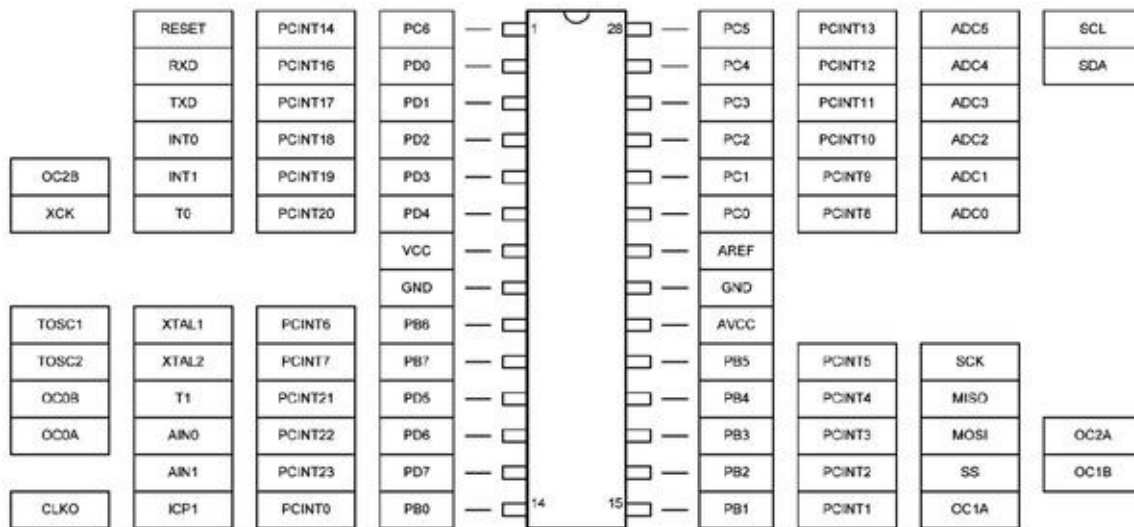 RESET PCINT14 PC6 1 28 PC5 PCINT13 ADC5 SCL
RXD PCINT16 PD0 PC4 PCINT12 ADC4 SDA
TXD PCINT17 PD1 PC3 PCINT11 ADC3
INT0 PCINT18 PD2 PC2 PCINT10 ADC2
OC2B INT1 PCINT19 PD3 PC1 PCINT9 ADC1
XCK T0 PCINT20 PD4 PC0 PCINT8 ADC0
VCC AREF
GND GND
TOSC1 XTAL1 PCINT6 PB6 AVCC
TOSC2 XTAL2 PCINT7 PB7 PB5 PCINT5 SCK
OC0B T1 PCINT21 PD5 PB4 PCINT4 MISO
OC0A AIN0 PCINT22 PD6 PB3 PCINT3 MOSI OC2A
AIN1 PCINT23 PD7 PB2 PCINT2 SS OC1B
CLKO ICP1 PCINT0 PB0 14 15 PB1 PCINT1 OC1A